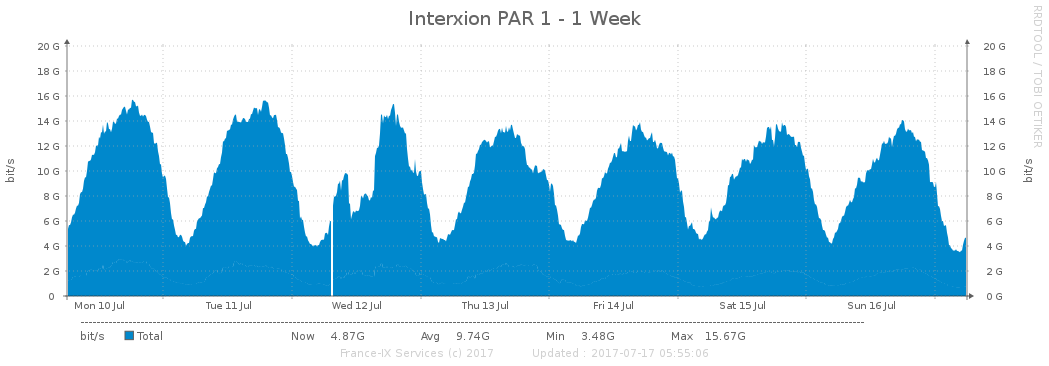 Interxion PAR 1 - 1 Week
RRDTOOL / TOBI OETIKER
20 G 20 G
18 G 18 G
16 G 16 G
14 G 14 G
12 G 12 G
10 G 10 G
8 G 8 G
6 G 6 G
4 G 4 G
2 G 2 G
0 0 G
bit/s
bit/s
Mon 10 Jul Tue 11 Jul Wed 12 Jul Thu 13 Jul Fri 14 Jul Sat 15 Jul Sun 16 Jul
bit/s Total Now 4.87G Avg 9.74G Min 3.48G Max 15.67G
France-IX Services (c) 2017 Updated : 2017-07-17 05:55:06